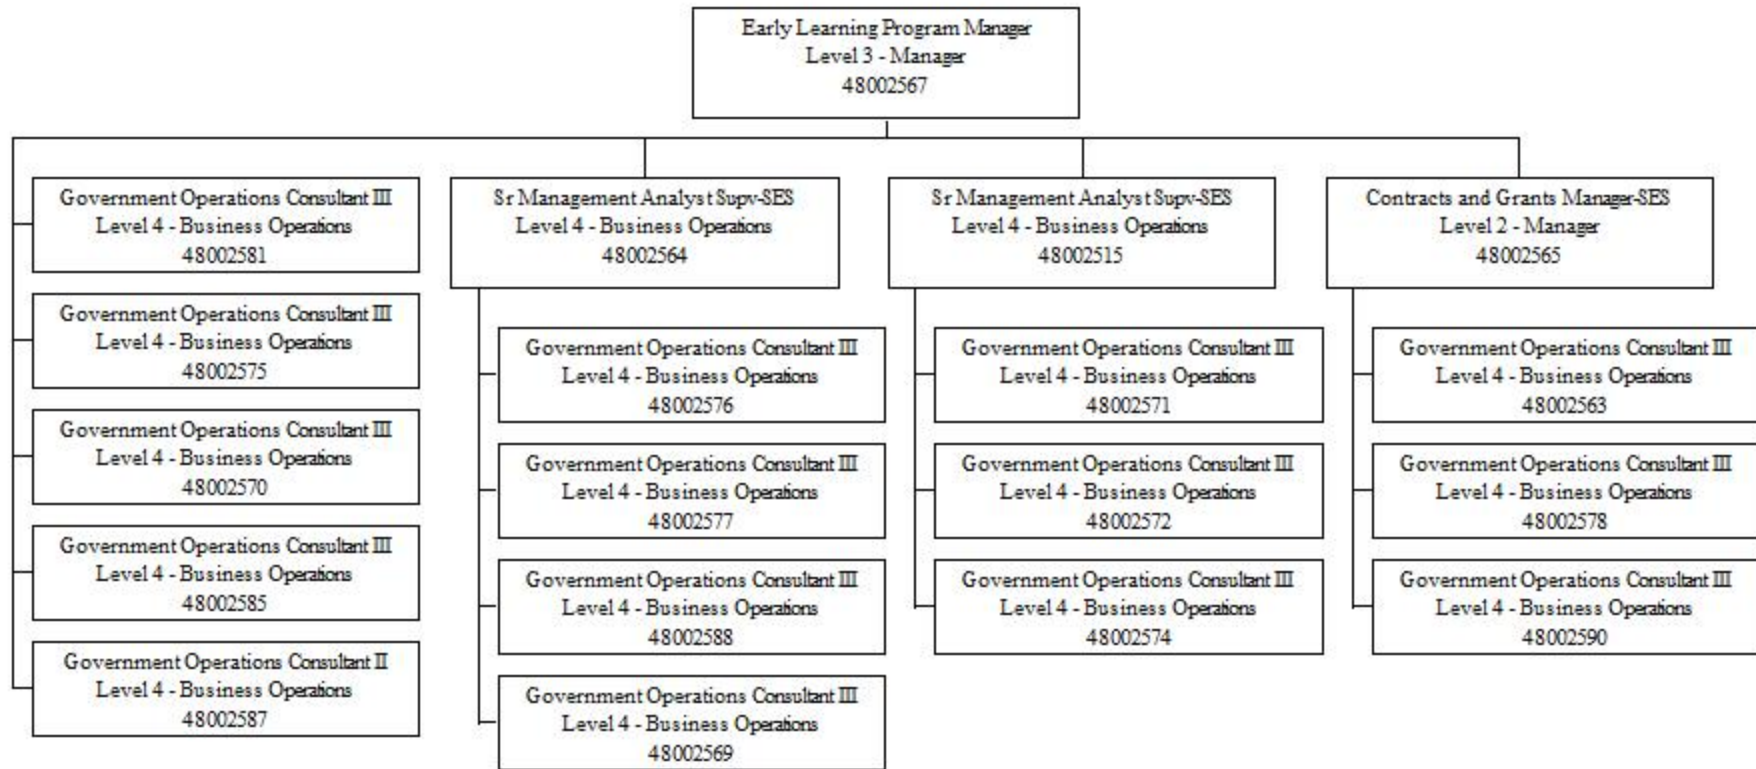 Early Learning Program Manager
Level 3 - Manager
48002567
Government Operations Consultant III
Level 4 - Business Operations
48002581
Government Operations Consultant III
Level 4 - Business Operations
48002575
Government Operations Consultant III
Level 4 - Business Operations
48002570
Government Operations Consultant III
Level 4 - Business Operations
48002585
Government Operations Consultant II
Level 4 - Business Operations
48002587
Sr Management Analyst Supv-SES
Level 4 - Business Operations
48002564
Government Operations Consultant III
Level 4 - Business Operations
48002576
Government Operations Consultant III
Level 4 - Business Operations
48002577
Government Operations Consultant III
Level 4 - Business Operations
48002588
Government Operations Consultant III
Level 4 - Business Operations
48002569
Sr Management Analyst Supv-SES
Level 4 - Business Operations
48002515
Government Operations Consultant III
Level 4 - Business Operations
48002571
Government Operations Consultant III
Level 4 - Business Operations
48002572
Government Operations Consultant III
Level 4 - Business Operations
48002574
Contracts and Grants Manager-SES
Level 2 - Manager
48002565
Government Operations Consultant III
Level 4 - Business Operations
48002563
Government Operations Consultant III
Level 4 - Business Operations
48002578
Government Operations Consultant III
Level 4 - Business Operations
48002590